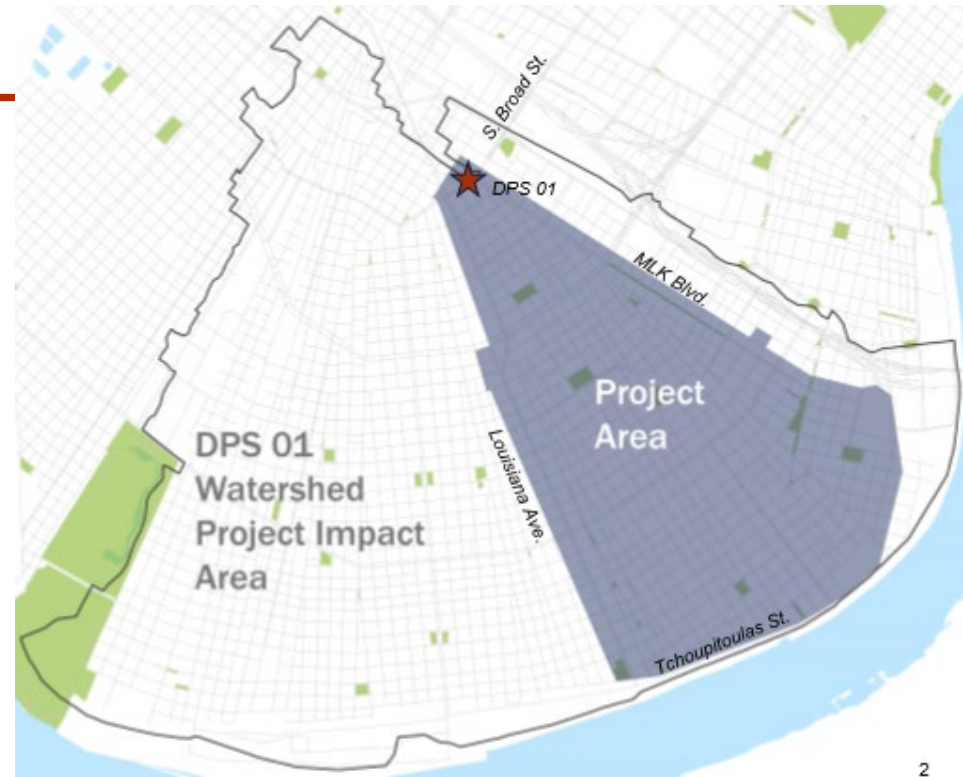 S. Broad St.
DPS 01
MLK Blvd.
Project
Area
Louisiana Ave.
DPS 01
Watershed
Project Impact
Area
Tchoupitoulas St.
2